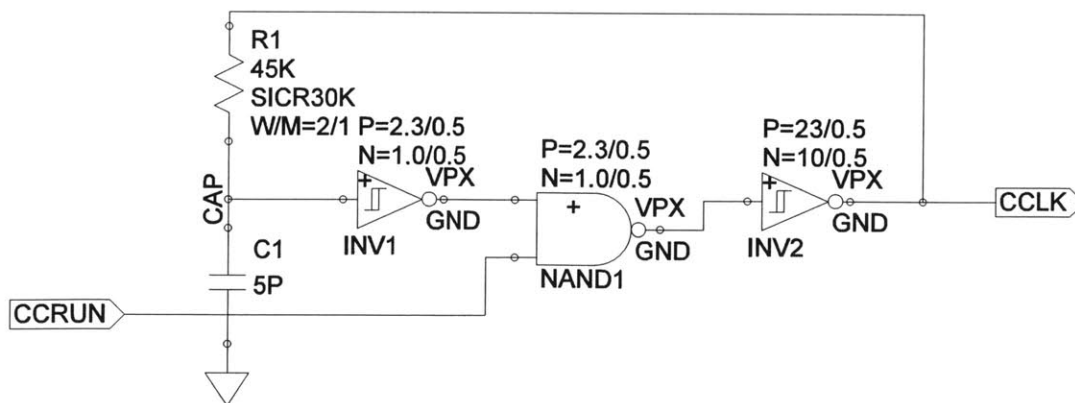 R1
45K
SICR30K
W/M=2/1
P=2.3/0.5
N=1.0/0.5
VPX
GND
INV1
CAP
C1
5P
P=2.3/0.5
N=1.0/0.5
+
VPX
GND
NAND1
P=23/0.5
N=10/0.5
+
GND
INV2
CCLK
CCRUN
+